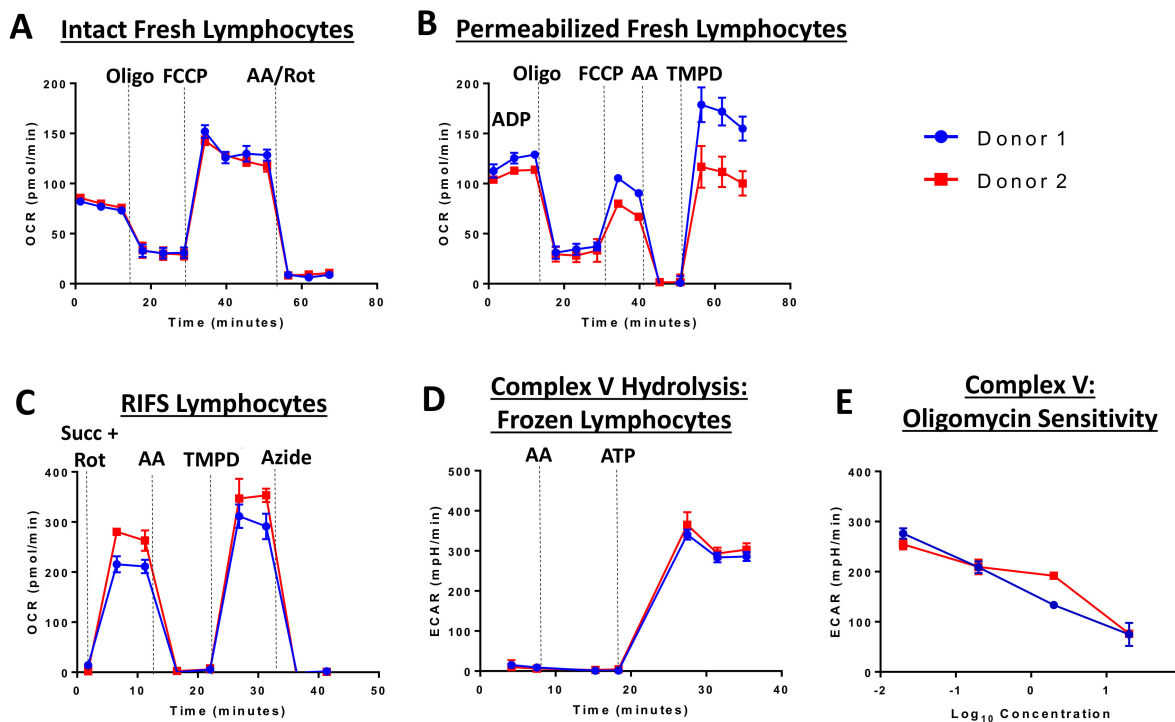 A
Intact Fresh Lymphocytes
Oligo FCCP AA/Rot
200
150
100
50
0
OCR (pmol/min)
0 20 40 60 80
Time (minutes)
B
Permeabilized Fresh Lymphocytes
Oligo FCCP AA TMPD
ADP
200
150
100
50
0
OCR (pmol/min)
0 20 40 60 80
Time (minutes)
Donor 1
Donor 2
C
RIFS Lymphocytes
Succ +
Rot AA TMPD Azide
400
300
200
100
0
OCR (pmol/min)
0 10 20 30 40 50
Time (minutes)
D
Complex V Hydrolysis:
Frozen Lymphocytes
AA ATP
500
400
300
200
100
0
ECAR (mpH/min)
0 10 20 30 40
Time (minutes)
E
Complex V:
Oligomycin Sensitivity
400
300
200
100
0
ECAR (mpH/min)
-2 -1 0 1
Log10 Concentration